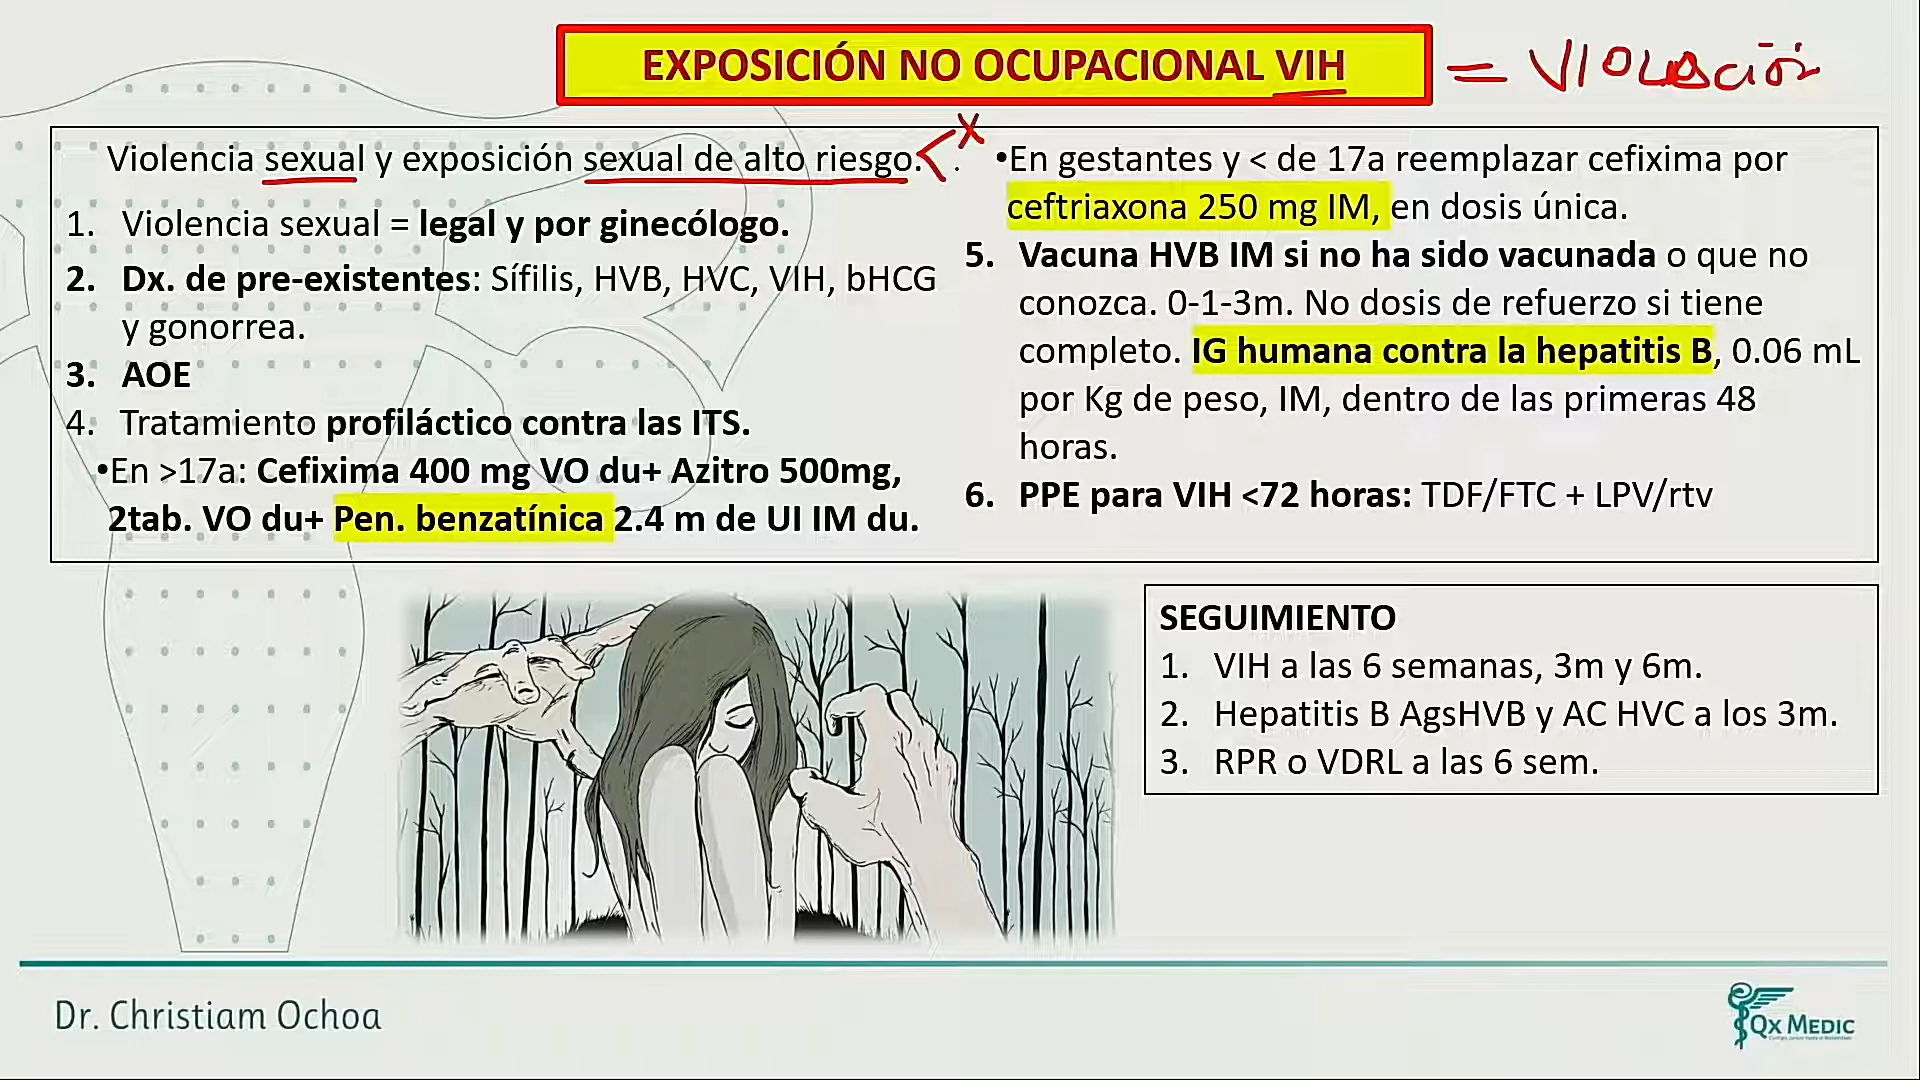 EXPOSICIÓN NO OCUPACIONAL VIH = VIOLación
Violencia sexual y exposición sexual de alto riesgo. .
1. Violencia sexual = legal y por ginecólogo.
2. Dx. de pre-existentes: Sífilis, HVB, HVC, VIH, bHCG
y gonorrea.
3. AOE
4. Tratamiento profiláctico contra las ITS.
•En >17a: Cefixima 400 mg VO du+ Azitro 500mg,
2tab. VO du+ Pen. benzatínica 2.4 m de UI IM du.
x
•En gestantes y < de 17a reemplazar cefixima por
ceftriaxona 250 mg IM, en dosis única.
5. Vacuna HVB IM si no ha sido vacunada o que no
conozca. 0-1-3m. No dosis de refuerzo si tiene
completo. IG humana contra la hepatitis B, 0.06 mL
por Kg de peso, IM, dentro de las primeras 48
horas.
6. PPE para VIH <72 horas: TDF/FTC + LPV/rtv
SEGUIMIENTO
1. VIH a las 6 semanas, 3m y 6m.
2. Hepatitis B AgsHVB y AC HVC a los 3m.
3. RPR o VDRL a las 6 sem.
Dr. Christiam Ochoa
Qx MEDIC